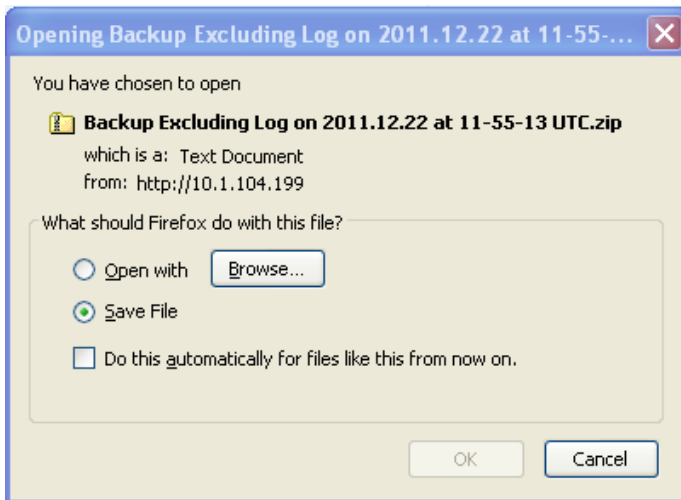 Opening Backup Excluding Log on 2011.12.22 at 11-55-...
You have chosen to open
Backup Excluding Log on 2011.12.22 at 11-55-13 UTC.zip
which is a: Text Document
from: http://10.1.104.199
What should Firefox do with this file?
Open with Browse...
Save File
Do this automatically for files like this from now on.
OK Cancel